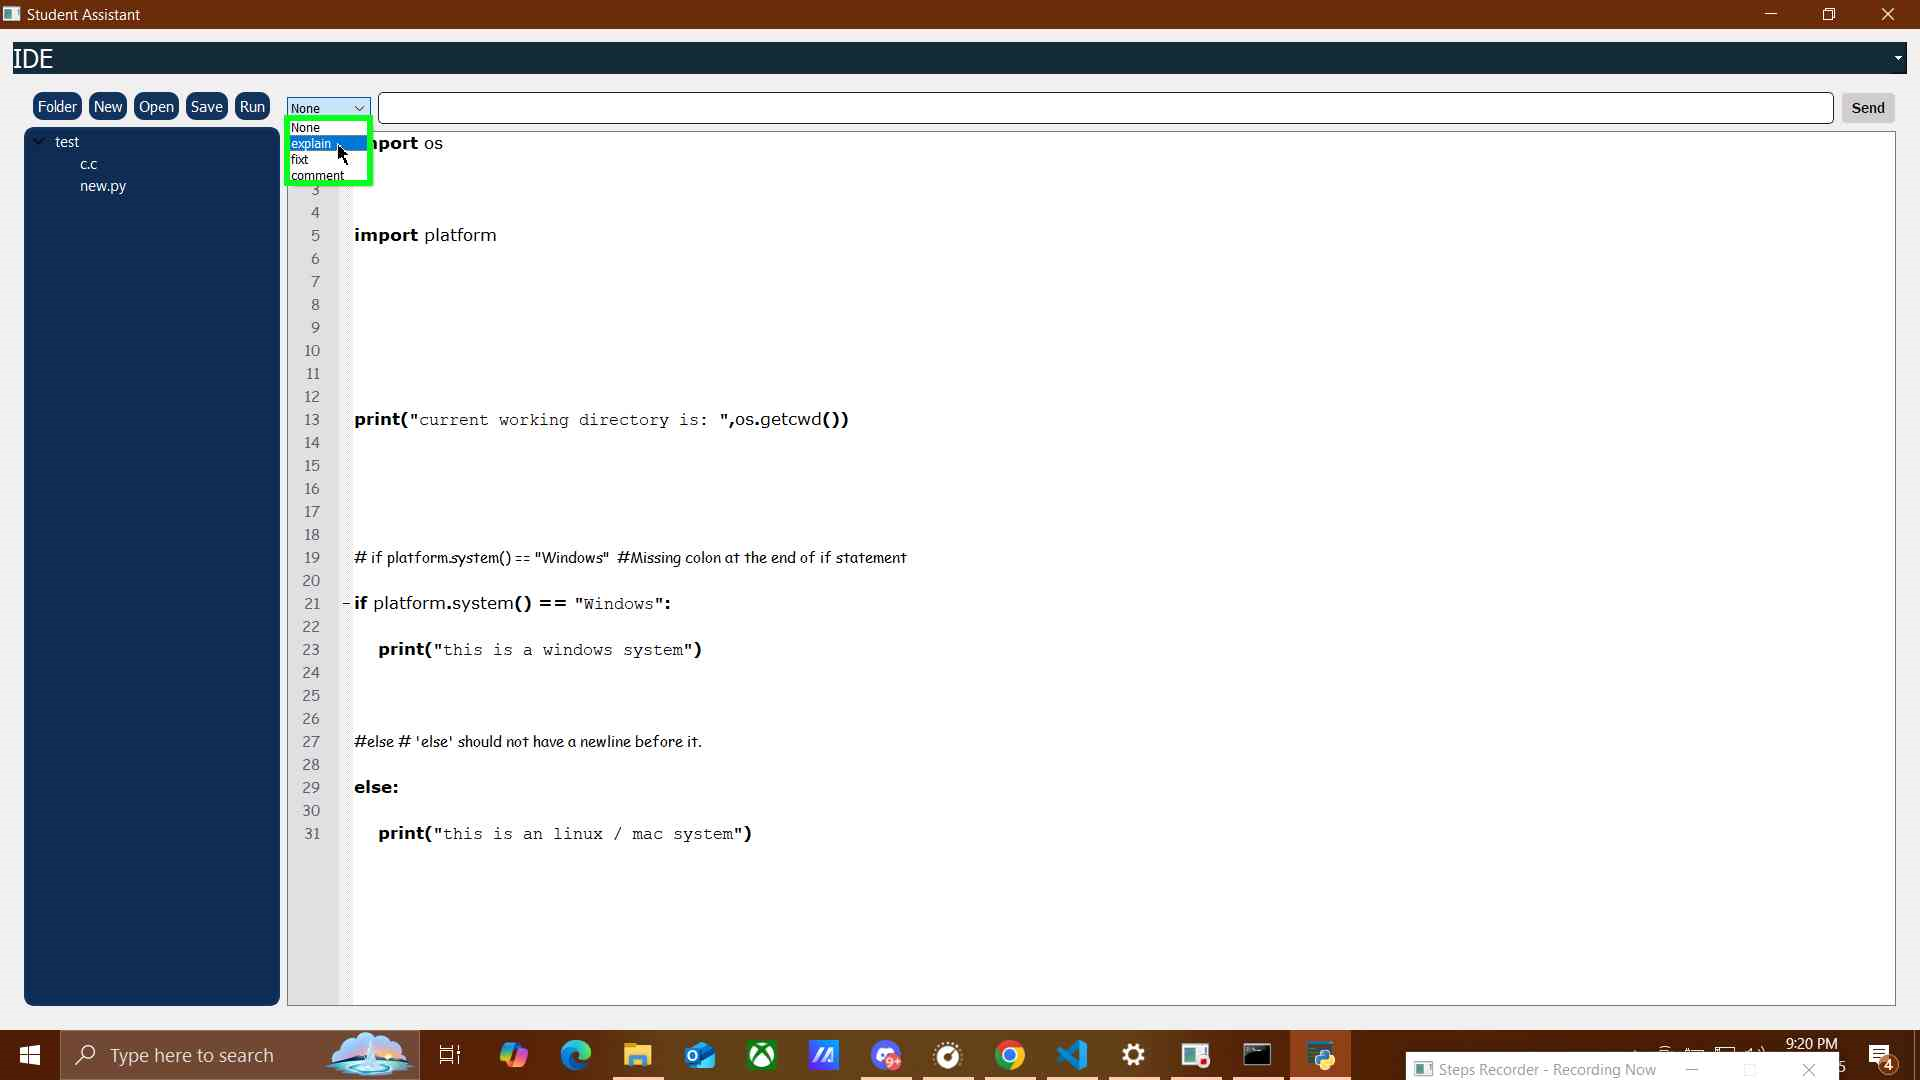 Student Assistant
IDE
Folder New Open Save Run None Send
None
explain
fixt
comment
test
c.c
new.py
mport os
3
4
5 import platform
6
7
8
9
10
11
12
13 print("current working directory is: ",os.getcwd())
14
15
16
17
18
19 # if platform.system() == "Windows" #Missing colon at the end of if statement
20
21 if platform.system() == "Windows":
22
23 print("this is a windows system")
24
25
26
27 #else # 'else' should not have a newline before it.
28
29 else:
30
31 print("this is an linux / mac system")
Type here to search
9+
9:20 PM
5
4
Steps Recorder - Recording Now